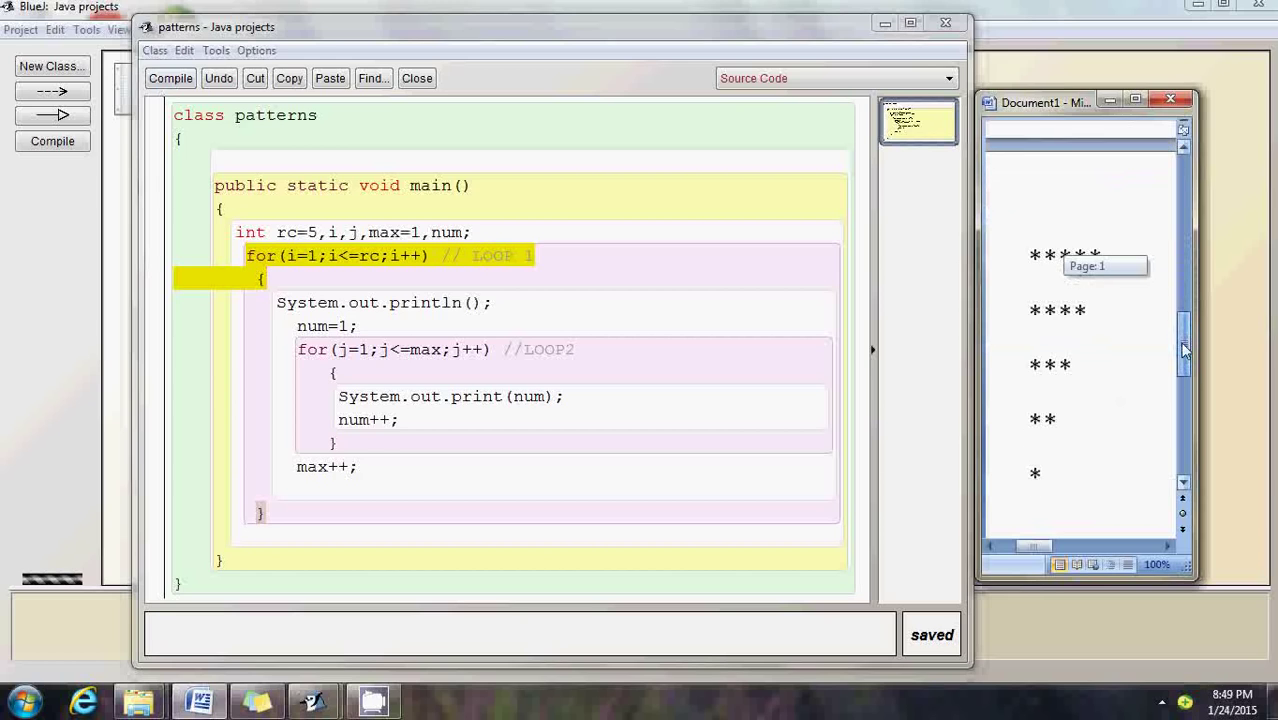 BlueJ: Java projects
Project Edit Tools View
New Class...
Compile
patterns - Java projects
Class Edit Tools Options
Compile Undo Cut Copy Paste Find... Close
Source Code
class patterns
{
public static void main()
{
int rc=5,i,j,max=1,num;
for(i=1;i<=rc;i++) // LOOP 1
{
System.out.println();
num=1;
for(j=1;j<=max;j++) //LOOP2
{
System.out.print(num);
num++;
}
max++;
}
}
}
saved
Document1 - Mi...
*****
Page: 1
****
***
**
*
100%
8:49 PM
1/24/2015